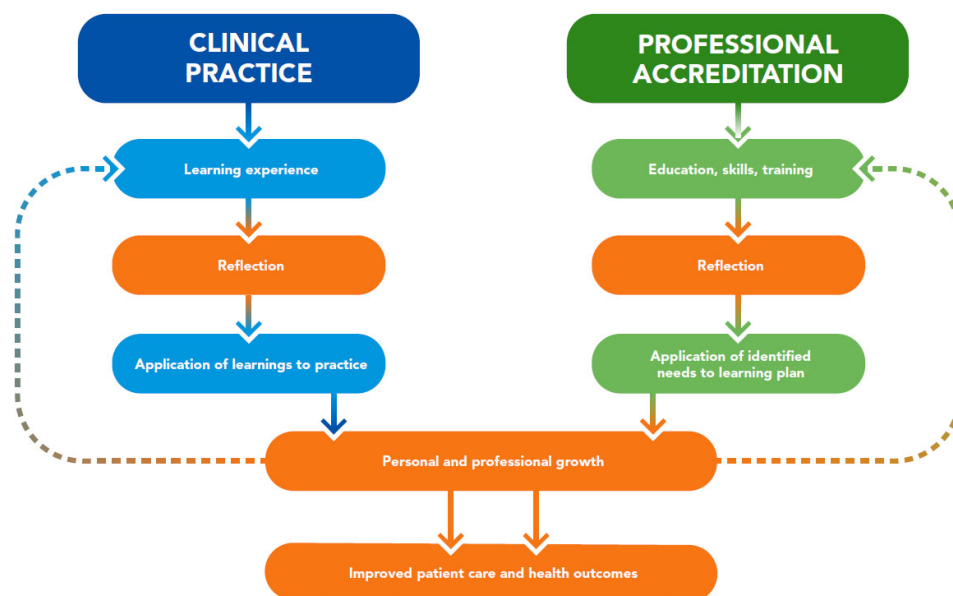 CLINICAL
PRACTICE
PROFESSIONAL
ACCREDITATION
Learning experience
Education, skills, training
Reflection
Reflection
Application of learnings to practice
Application of identified
needs to learning plan
Personal and professional growth
Improved patient care and health outcomes